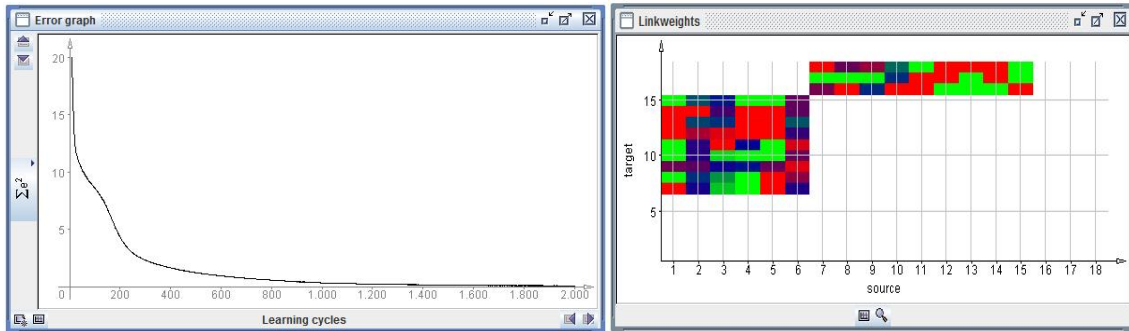 Error graph
Σe²
20
15
10
5
0 200 400 600 800 1.000 1.200 1.400 1.600 1.800 2.000
Learning cycles
Linkweights
target
15
10
5
1 2 3 4 5 6 7 8 9 10 11 12 13 14 15 16 17 18
source